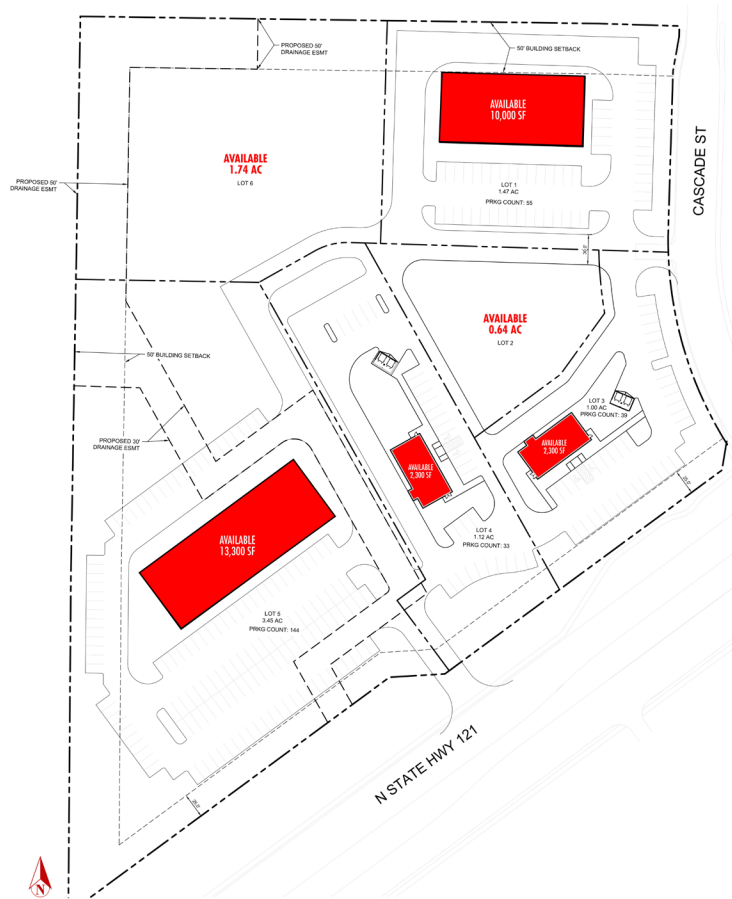 PROPOSED 50'
DRAINAGE ESMT
50' BUILDING SETBACK
AVAILABLE
10,000 SF
CASCADE ST
AVAILABLE
1.74 AC
LOT 6
PROPOSED 50'
DRAINAGE ESMT
LOT 1
1.47 AC
PRKG COUNT: 55
AVAILABLE
0.64 AC
LOT 2
50' BUILDING SETBACK
LOT 3
1.00 AC
PRKG COUNT: 39
PROPOSED 30'
DRAINAGE ESMT
AVAILABLE
2,300 SF
AVAILABLE
2,300 SF
LOT 4
1.12 AC
PRKG COUNT: 33
AVAILABLE
13,300 SF
LOT 5
3.45 AC
PRKG COUNT: 144
N STATE HWY 121
N